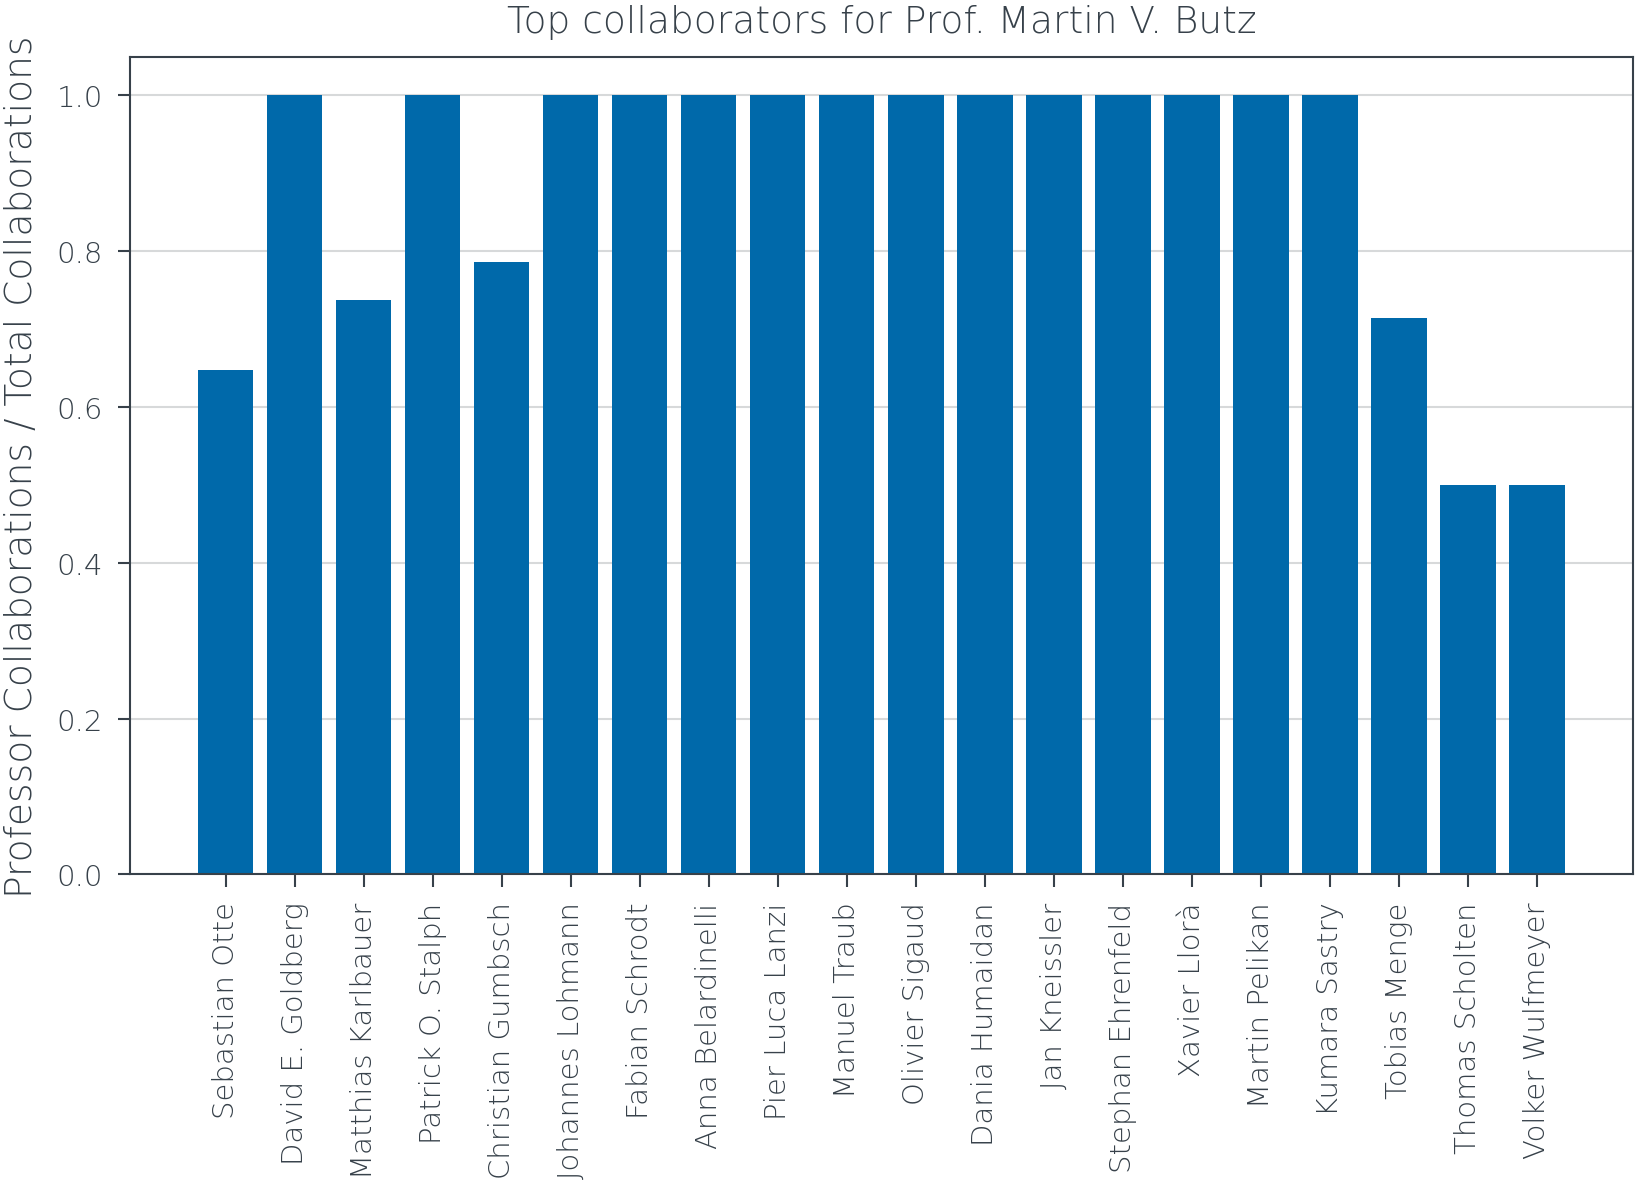 Top collaborators for Prof. Martin V. Butz
Professor Collaborations / Total Collaborations
1.0
0.8
0.6
0.4
0.2
0.0
Sebastian Otte
David E. Goldberg
Matthias Karlbauer
Patrick O. Stalph
Christian Gumbsch
Johannes Lohmann
Fabian Schrodt
Anna Belardinelli
Pier Luca Lanzi
Manuel Traub
Olivier Sigaud
Dania Humaidan
Jan Kneissler
Stephan Ehrenfeld
Xavier Llorà
Martin Pelikan
Kumara Sastry
Tobias Menge
Thomas Scholten
Volker Wulfmeyer